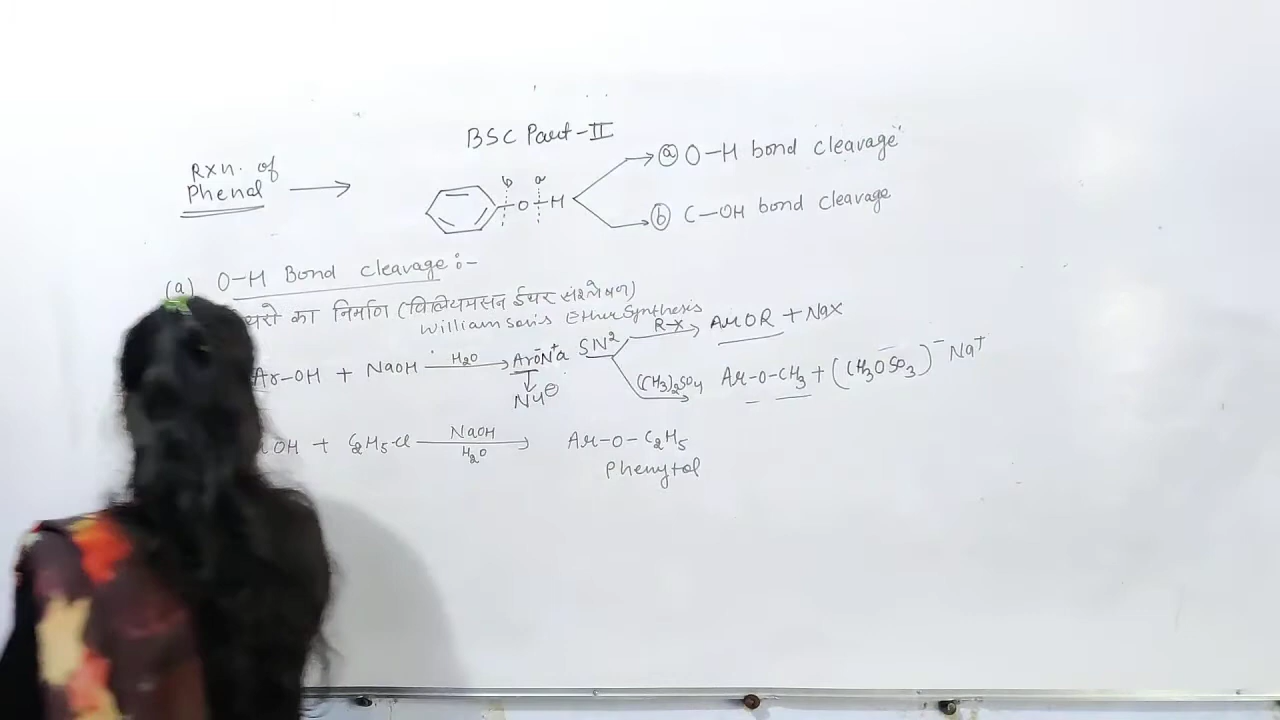 BSC Part-II
Rxn. of
Phenol ⟶
b a
-O-H
ⓐ O-H bond cleavage
ⓑ C-OH bond cleavage
(a) O-H Bond cleavage :-
थरो का निर्माण (विलियमसन ईथर संश्लेषण)
Williamson's Ether Synthesis
Ar-OH + NaOH ⟶ H₂O ArO⁻Na⁺ SN² R-X ArOR + NaX
Nu⊖
(CH₃)₂SO₄ Ar-O-CH₃ + (CH₃OSO₃)⁻ Na⁺
OH + C₂H₅Cl ⟶ NaOH H₂O Ar-O-C₂H₅
Phenytol